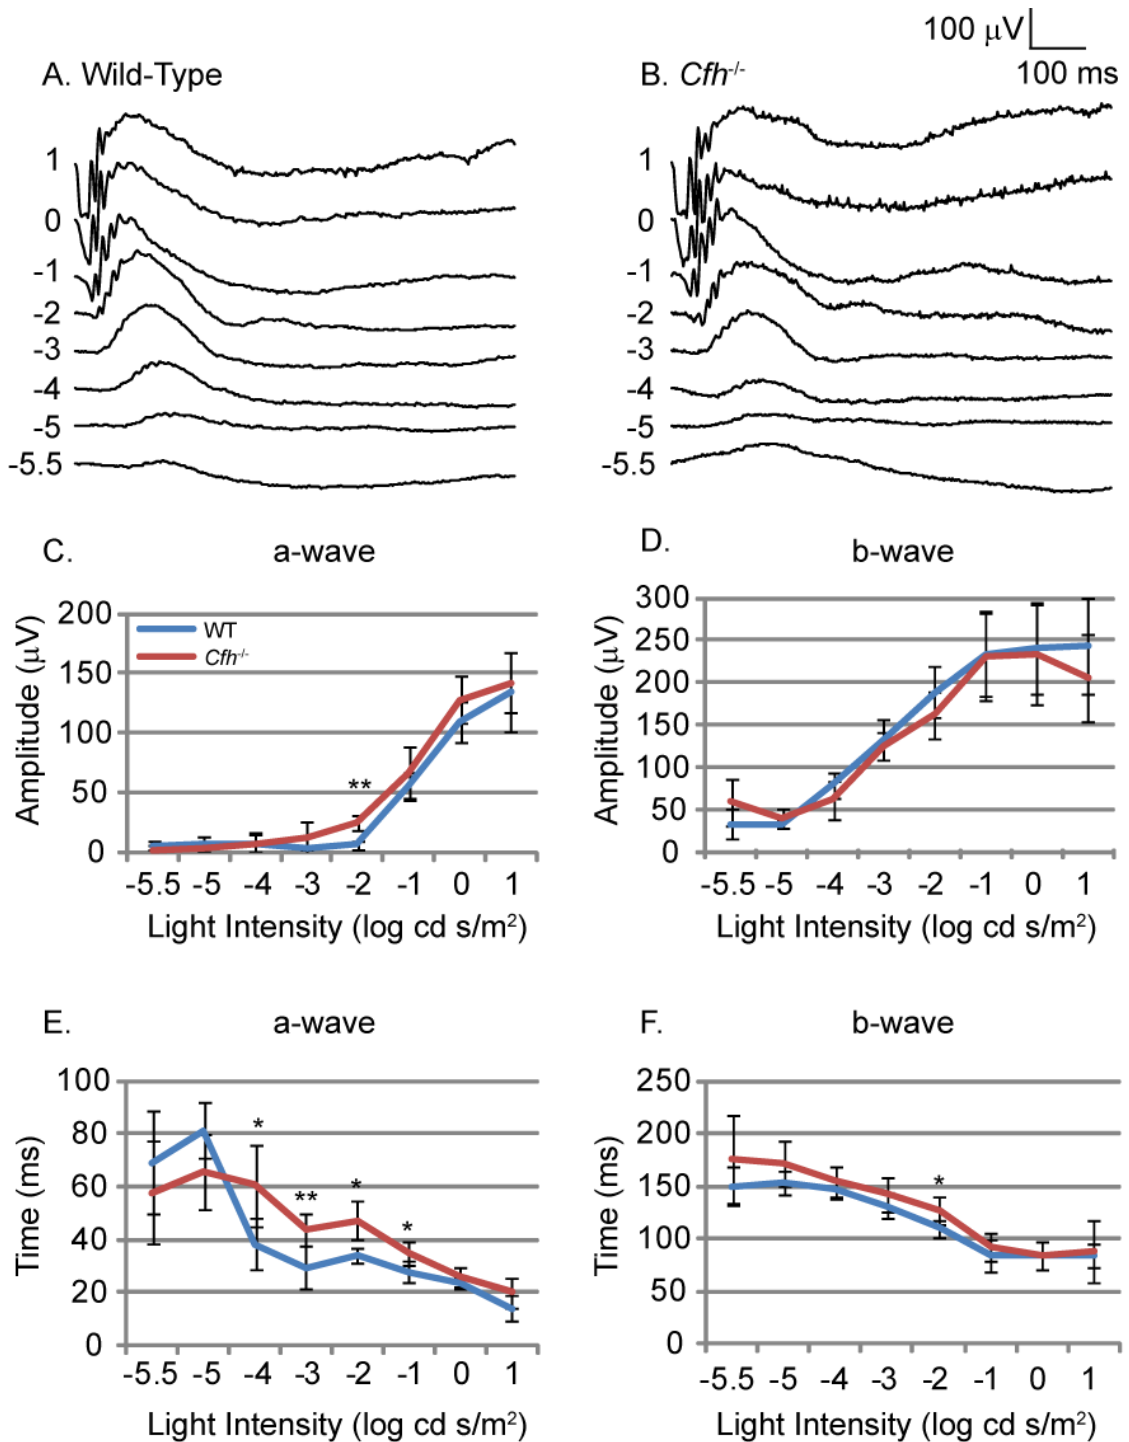 100 μV
100 ms
A. Wild-Type
B. Cfh-/-
1
0
-1
-2
-3
-4
-5
-5.5
1
0
-1
-2
-3
-4
-5
-5.5
C. a-wave
Amplitude (μV)
200
150
100
50
0
WT
Cfh-/-
**
-5.5 -5 -4 -3 -2 -1 0 1
Light Intensity (log cd s/m²)
D. b-wave
Amplitude (μV)
300
250
200
150
100
50
0
-5.5 -5 -4 -3 -2 -1 0 1
Light Intensity (log cd s/m²)
E. a-wave
Time (ms)
100
80
60
40
20
0
* ** * *
-5.5 -5 -4 -3 -2 -1 0 1
Light Intensity (log cd s/m²)
F. b-wave
Time (ms)
250
200
150
100
50
0
*
-5.5 -5 -4 -3 -2 -1 0 1
Light Intensity (log cd s/m²)